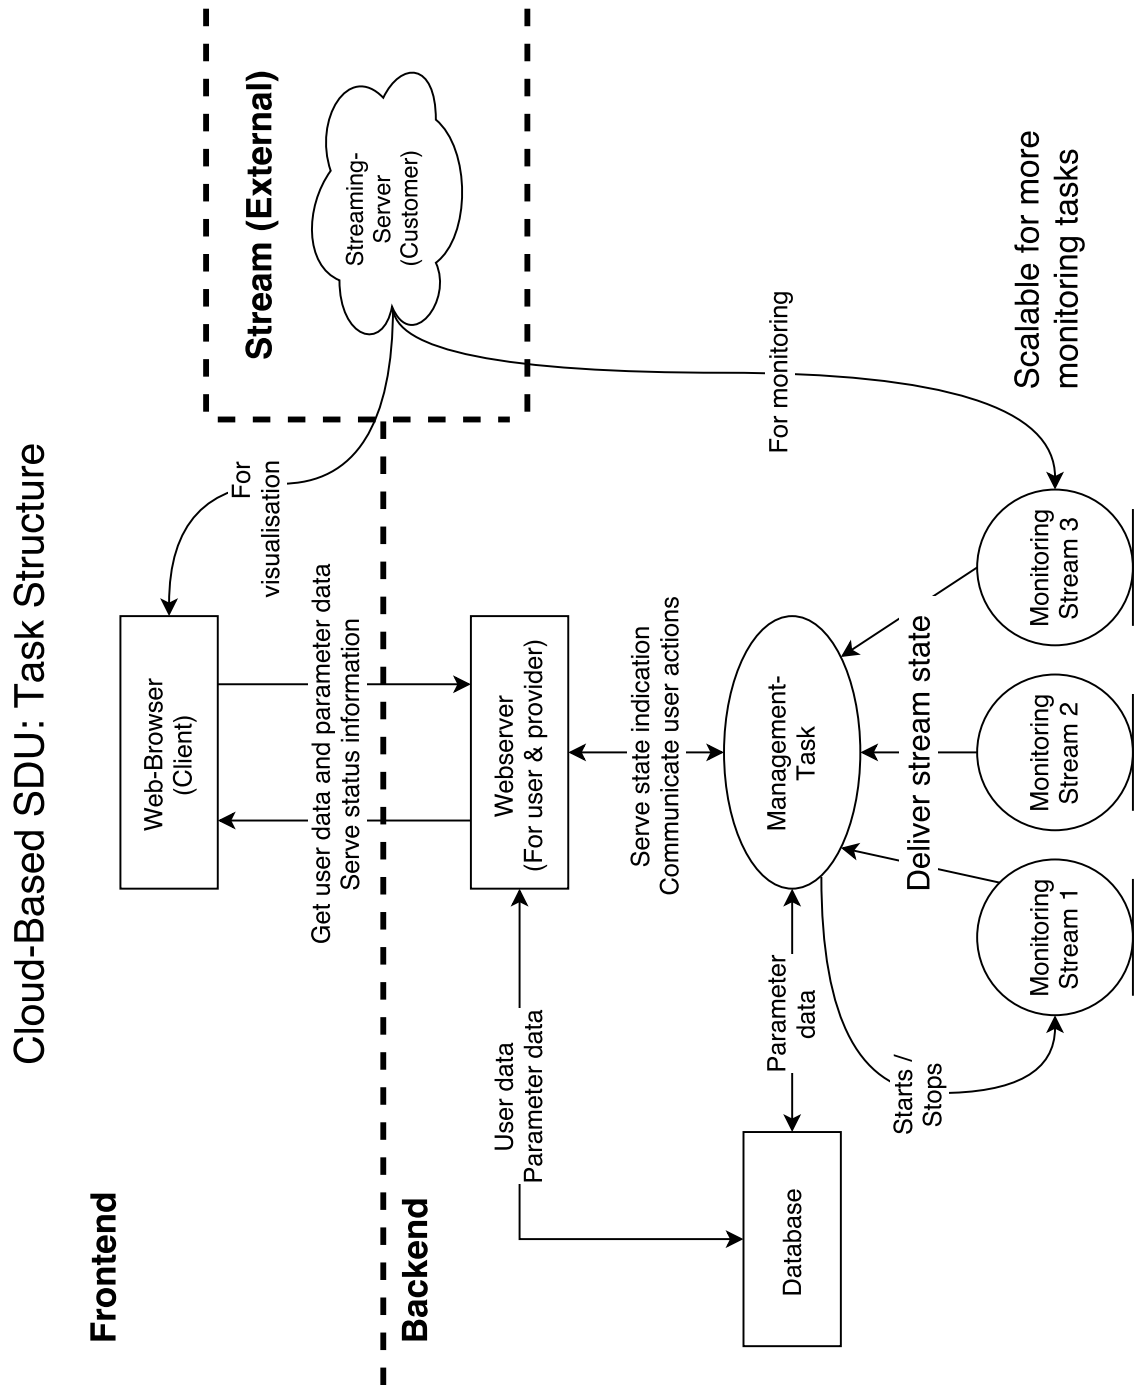 Cloud-Based SDU: Task Structure
Frontend
Web-Browser
(Client)
For
visualisation
Stream (External)
Streaming-
Server
(Customer)
Get user data and parameter data
Serve status information
Backend
Webserver
(For user & provider)
User data
Parameter data
Serve state indication
Communicate user actions
For monitoring
Database
Parameter
data
Management-
Task
Starts /
Stops
Deliver stream state
Monitoring
Stream 1
Monitoring
Stream 2
Monitoring
Stream 3
Scalable for more
monitoring tasks